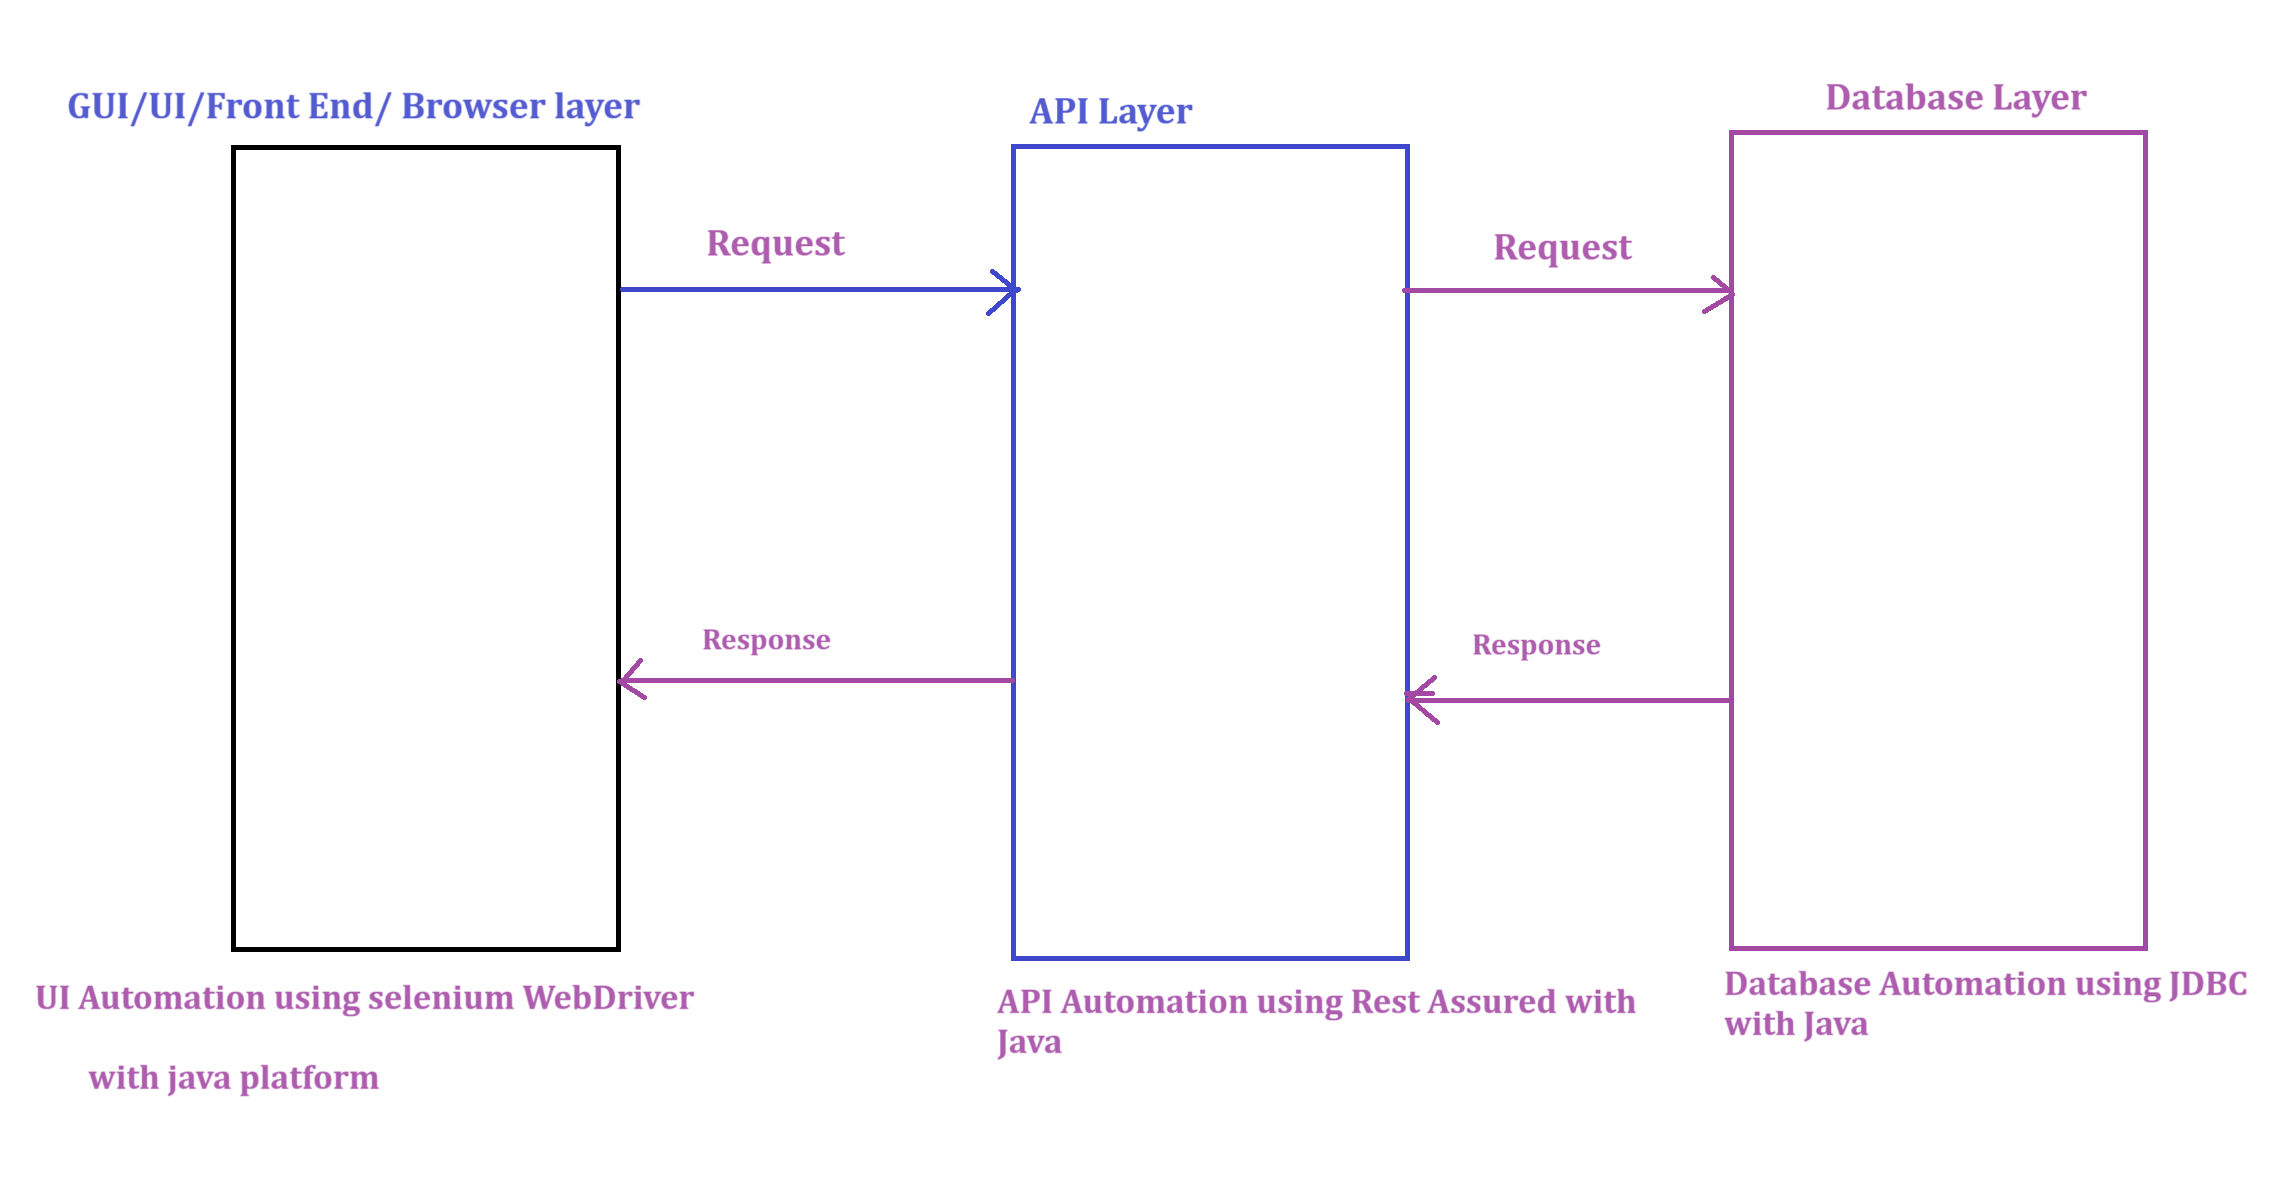 GUI/UI/Front End/ Browser layer
API Layer
Database Layer
Request
Request
Response
Response
UI Automation using selenium WebDriver
with java platform
API Automation using Rest Assured with
Java
Database Automation using JDBC
with Java